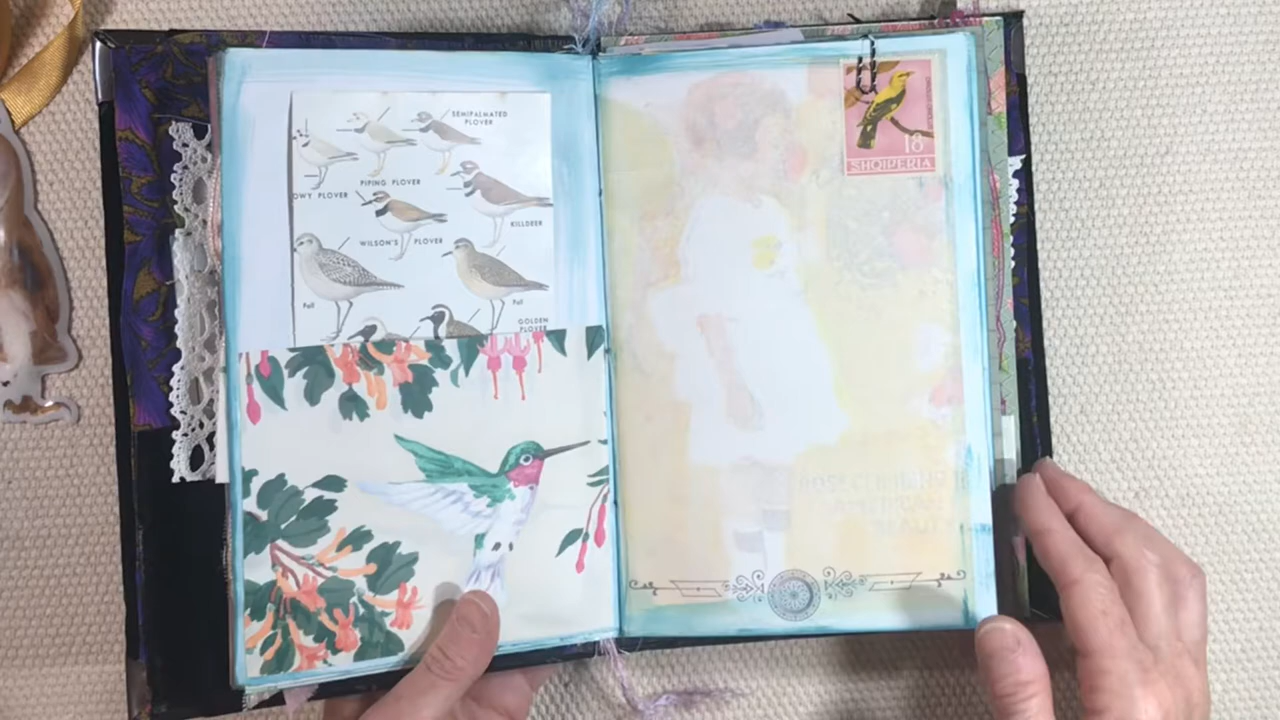 SEMIPALMATED
PLOVER
OWY PLOVER
PIPING PLOVER
KILLDEER
WILSON'S PLOVER
Fall
Fall
GOLDEN
PLOVER
18
SHQIPERIA